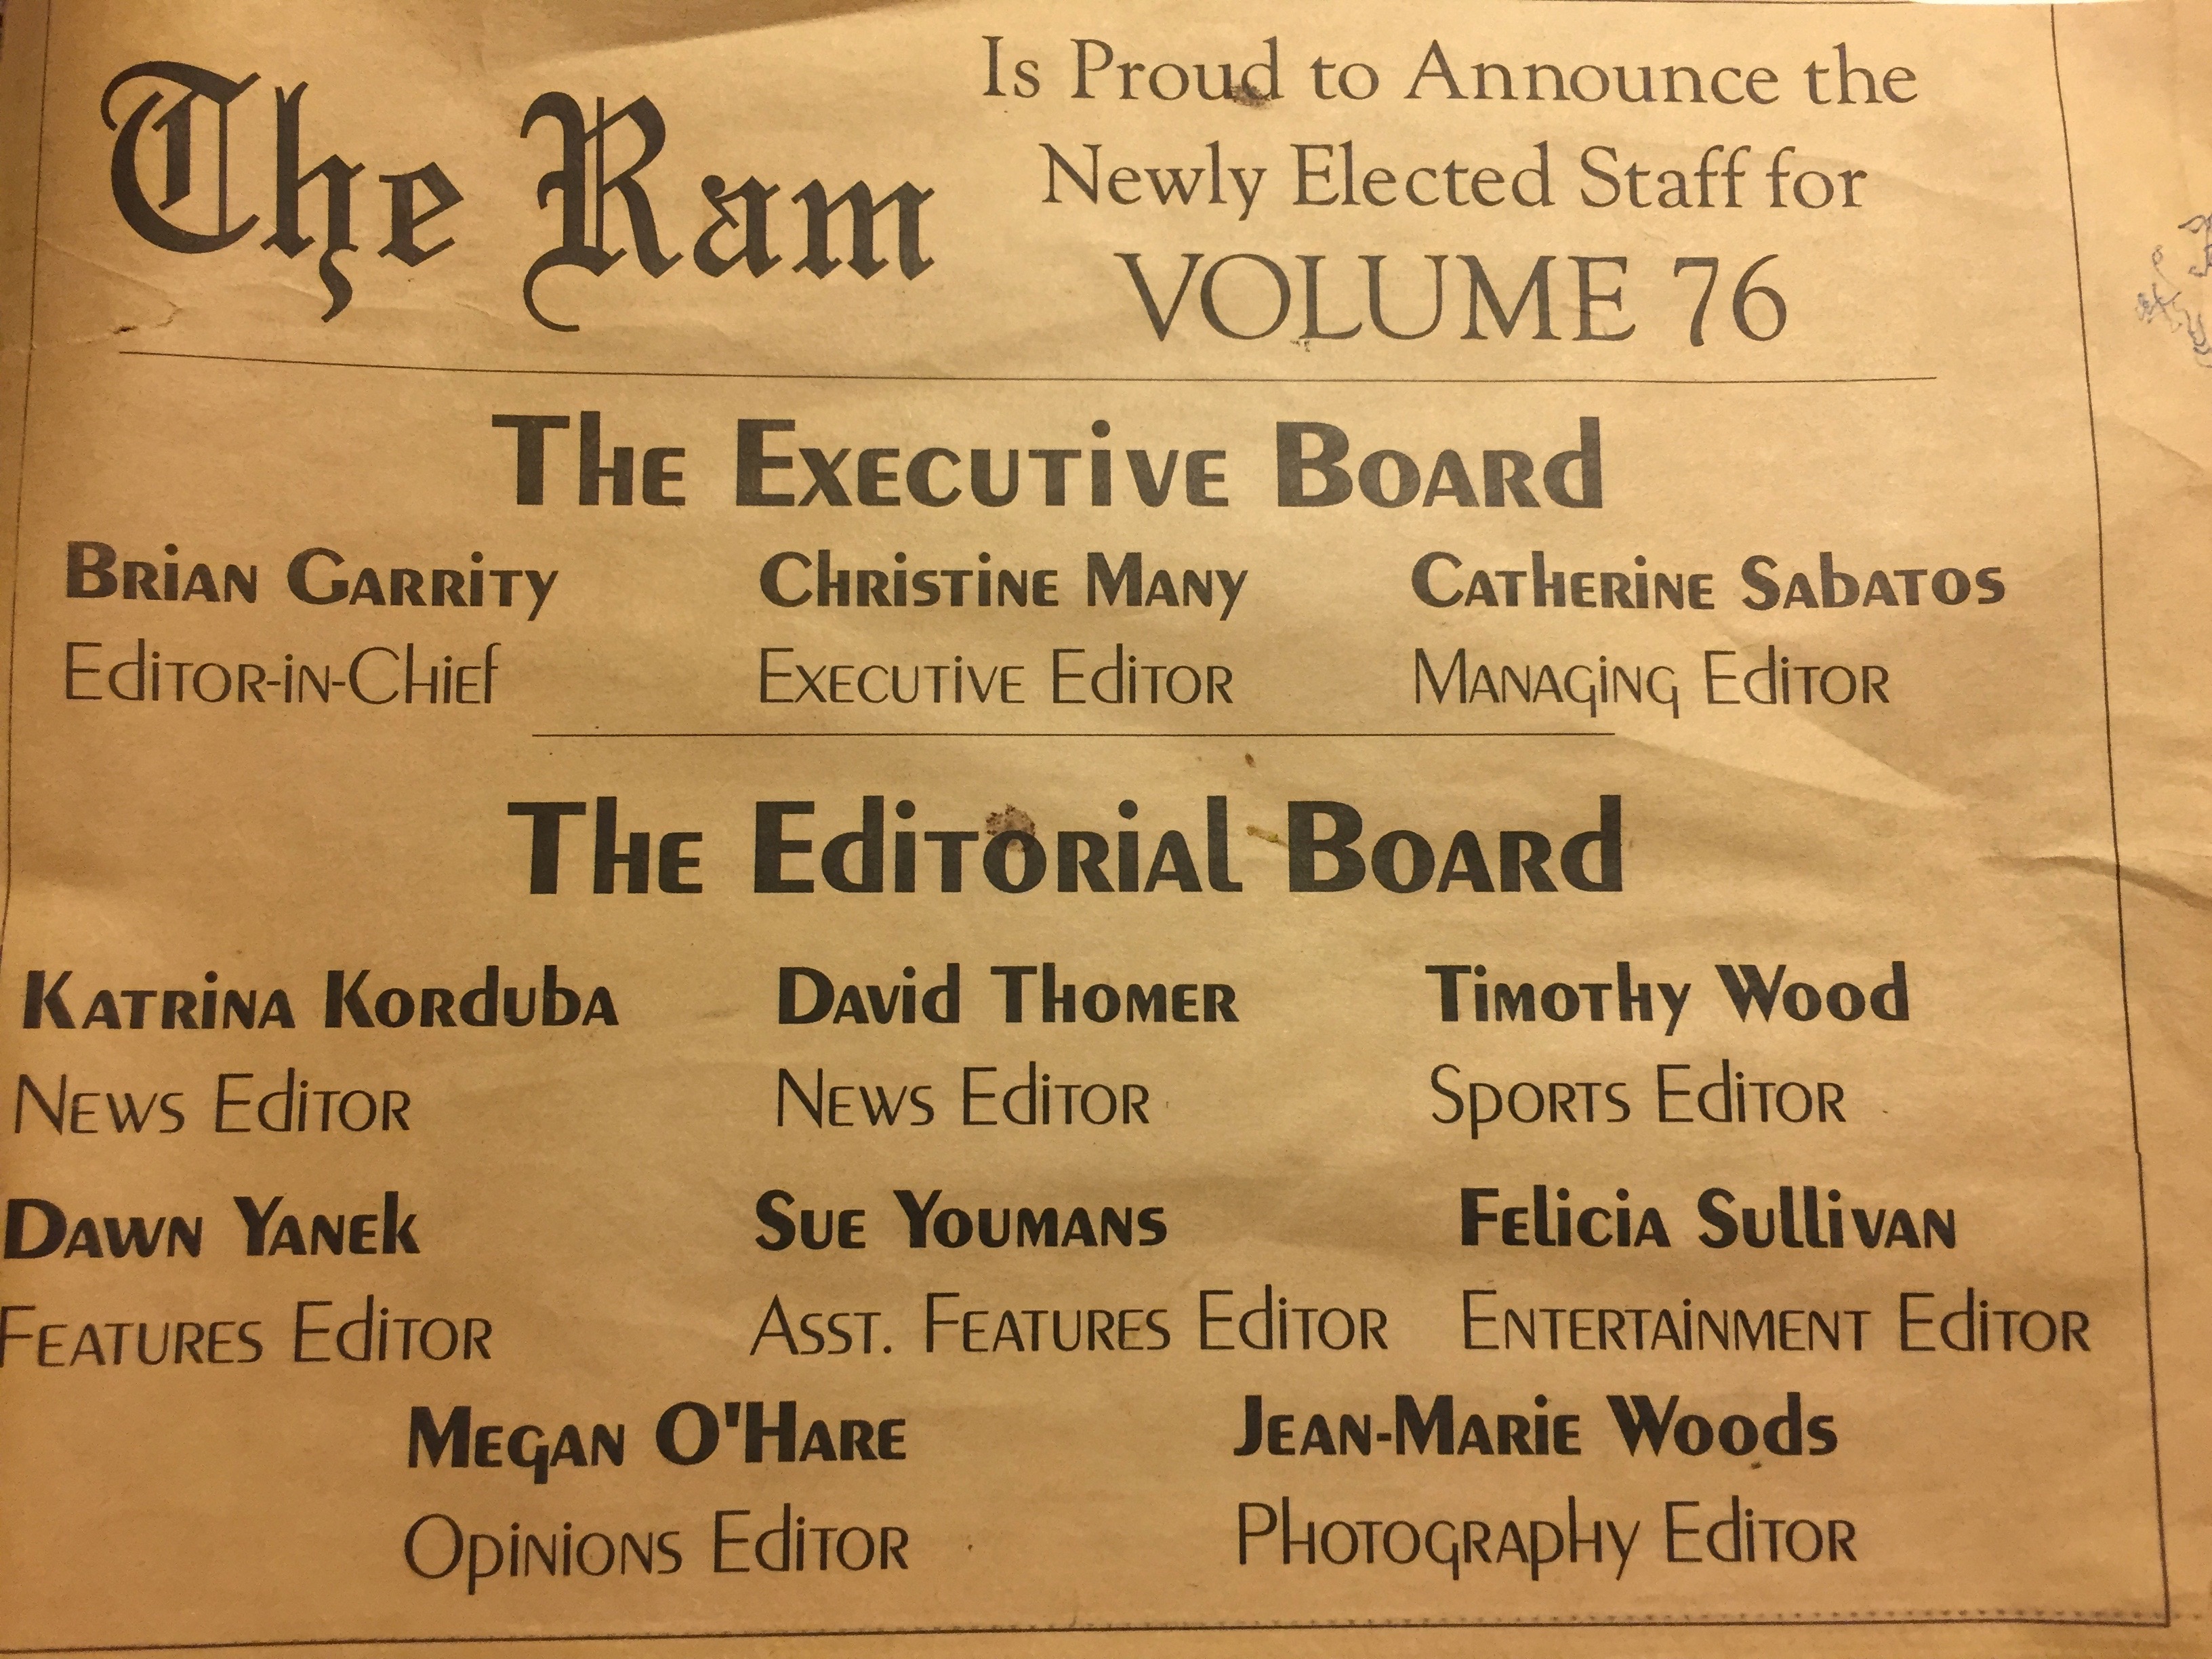 The Ram
Is Proud to Announce the
Newly Elected Staff for
VOLUME 76
The Executive Board
Brian Garrity Christine Many Catherine Sabatos
Editor-in-Chief Executive Editor Managing Editor
The Editorial Board
Katrina Korduba David Thomer Timothy Wood
News Editor News Editor Sports Editor
Dawn Yanek Sue Youmans Felicia Sullivan
Features Editor Asst. Features Editor Entertainment Editor
Megan O'Hare Jean-Marie Woods
Opinions Editor Photography Editor